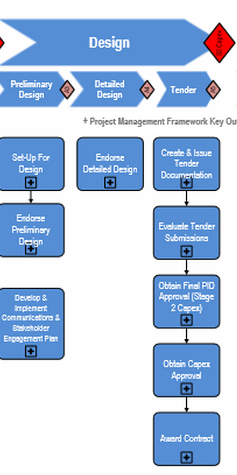 Design
Preliminary
Design
Detailed
Design
Tender
+ Project Management Framework Key Ou
Set-Up For
Design
Endorse
Detailed Design
Create & Issue
Tender
Documentation
Endorse
Preliminary
Design
Evaluate Tender
Submissions
Develop &
Implement
Communications &
Stakeholder
Engagement Plan
Obtain Final PID
Approval (Stage
2 Capex)
Obtain Capex
Approval
Award Contract